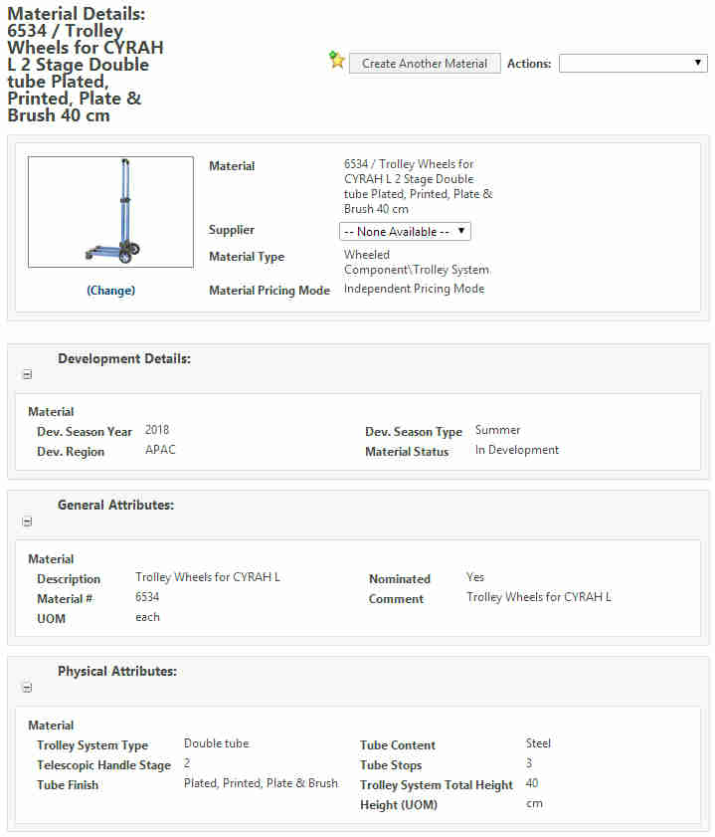 Material Details:
6534 / Trolley
Wheels for CYRAH
L 2 Stage Double
tube Plated,
Printed, Plate &
Brush 40 cm
Create Another Material Actions:
Material 6534 / Trolley Wheels for
CYRAH L 2 Stage Double
tube Plated, Printed, Plate &
Brush 40 cm
Supplier -- None Available --
Material Type Wheeled
Component\Trolley System
(Change) Material Pricing Mode Independent Pricing Mode
Development Details:
Material
Dev. Season Year 2018 Dev. Season Type Summer
Dev. Region APAC Material Status In Development
General Attributes:
Material
Description Trolley Wheels for CYRAH L Nominated Yes
Material # 6534 Comment Trolley Wheels for CYRAH L
UOM each
Physical Attributes:
Material
Trolley System Type Double tube Tube Content Steel
Telescopic Handle Stage 2 Tube Stops 3
Tube Finish Plated, Printed, Plate & Brush Trolley System Total Height 40
Height (UOM) cm